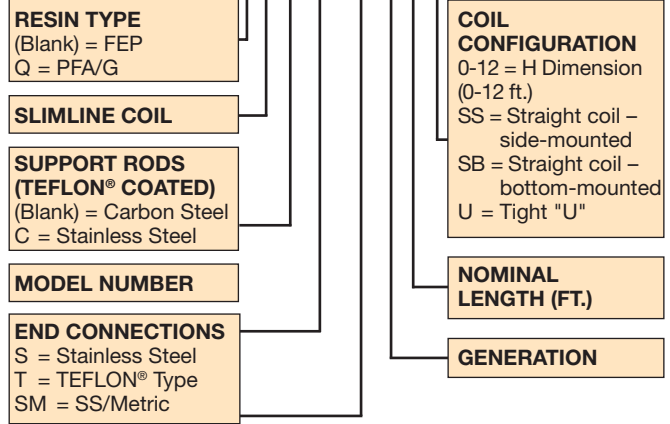 RESIN TYPE
(Blank) = FEP
Q = PFA/G
SLIMLINE COIL
SUPPORT RODS
(TEFLON® COATED)
(Blank) = Carbon Steel
C = Stainless Steel
MODEL NUMBER
END CONNECTIONS
S = Stainless Steel
T = TEFLON® Type
SM = SS/Metric
COIL
CONFIGURATION
0-12 = H Dimension
(0-12 ft.)
SS = Straight coil –
side-mounted
SB = Straight coil –
bottom-mounted
U = Tight "U"
NOMINAL
LENGTH (FT.)
GENERATION